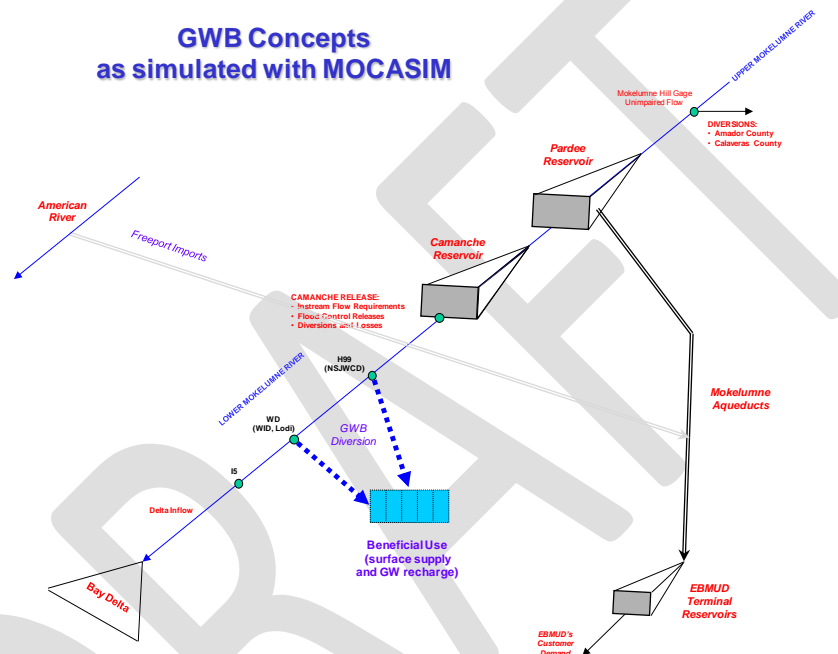 GWB Concepts
as simulated with MOCASIM
UPPER MOKELUMNE RIVER
Mokelumne Hill Gage
Unimpaired Flow
DIVERSIONS:
• Amador County
• Calaveras County
Pardee
Reservoir
American
River
Freeport Imports
Camanche
Reservoir
CAMANCHE RELEASE:
• Instream Flow Requirements
• Flood Control Releases
• Diversions and Losses
H99
(NSJWCD)
LOWER MOKELUMNE RIVER
Mokelumne
Aqueducts
WD
(WID, Lodi)
GWB
Diversion
I5
Delta Inflow
Beneficial Use
(surface supply
and GW recharge)
Bay Delta
EBMUD
Terminal
Reservoirs
EBMUD's
Customer
Demand
DRAFT